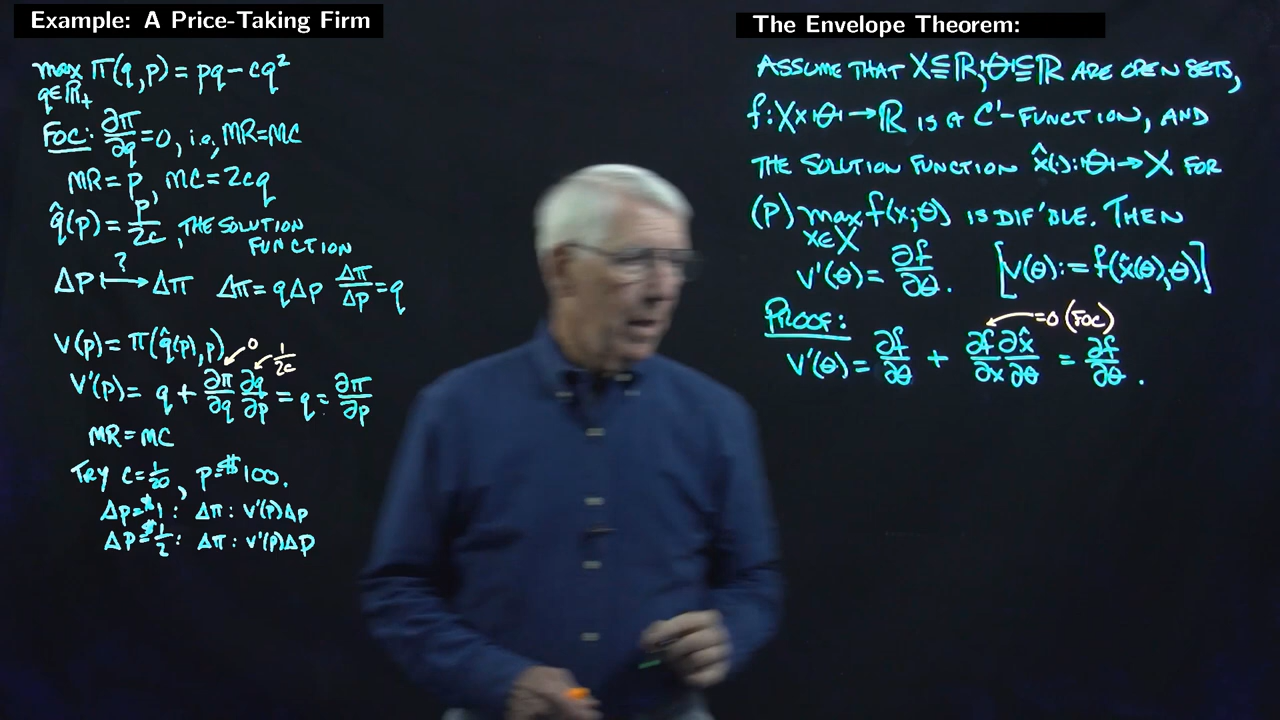 Example: A Price-Taking Firm
max π(q,p) = pq − cq²
q∈ℝ₊
FOC: ∂π/∂q = 0, i.e., MR=MC
MR = p, MC = 2cq
q̂(p) = p/2c, THE SOLUTION
FUNCTION
Δp ⟼? Δπ Δπ = qΔp Δπ/Δp = q
V(p) = π(q̂(p), p) 0 1/2c
V'(p) = q + ∂π/∂q ∂q/∂p = q = ∂π/∂p
MR = MC
TRY c = 1/20, p = $100.
Δp = $1 : Δπ : V'(p)Δp
Δp = $1/2 : Δπ : V'(p)Δp
The Envelope Theorem:
ASSUME THAT X⊆ℝ, Θ⊆ℝ ARE OPEN SETS,
f: X×Θ → ℝ IS A C¹-FUNCTION, AND
THE SOLUTION FUNCTION x̂(·): Θ → X FOR
(P) max f(x;θ) IS DIF'BLE. THEN
x∈X
v'(θ) = ∂f/∂θ. [v(θ) := f(x̂(θ),θ)]
PROOF: =0 (FOC)
v'(θ) = ∂f/∂θ + ∂f/∂x ∂x̂/∂θ = ∂f/∂θ.